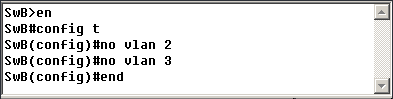 SwB>en
SwB#config t
SwB(config)#no vlan 2
SwB(config)#no vlan 3
SwB(config)#end